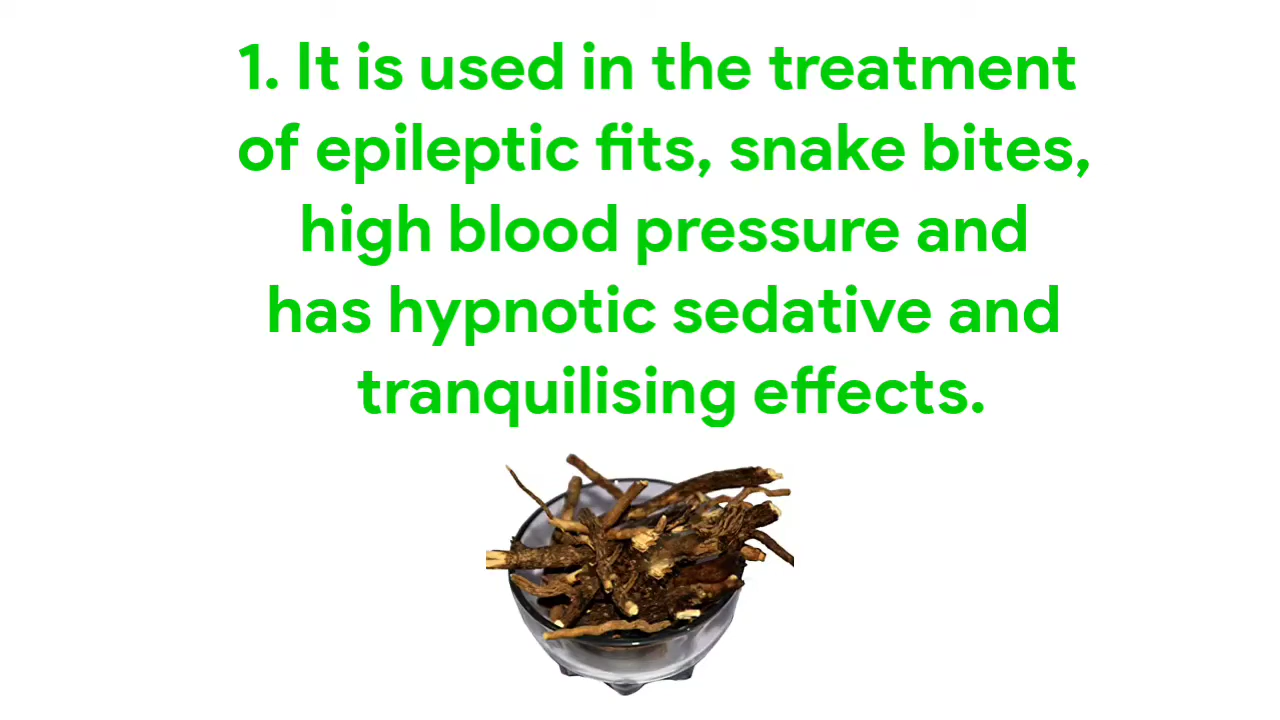 1. It is used in the treatment
of epileptic fits, snake bites,
high blood pressure and
has hypnotic sedative and
tranquilising effects.